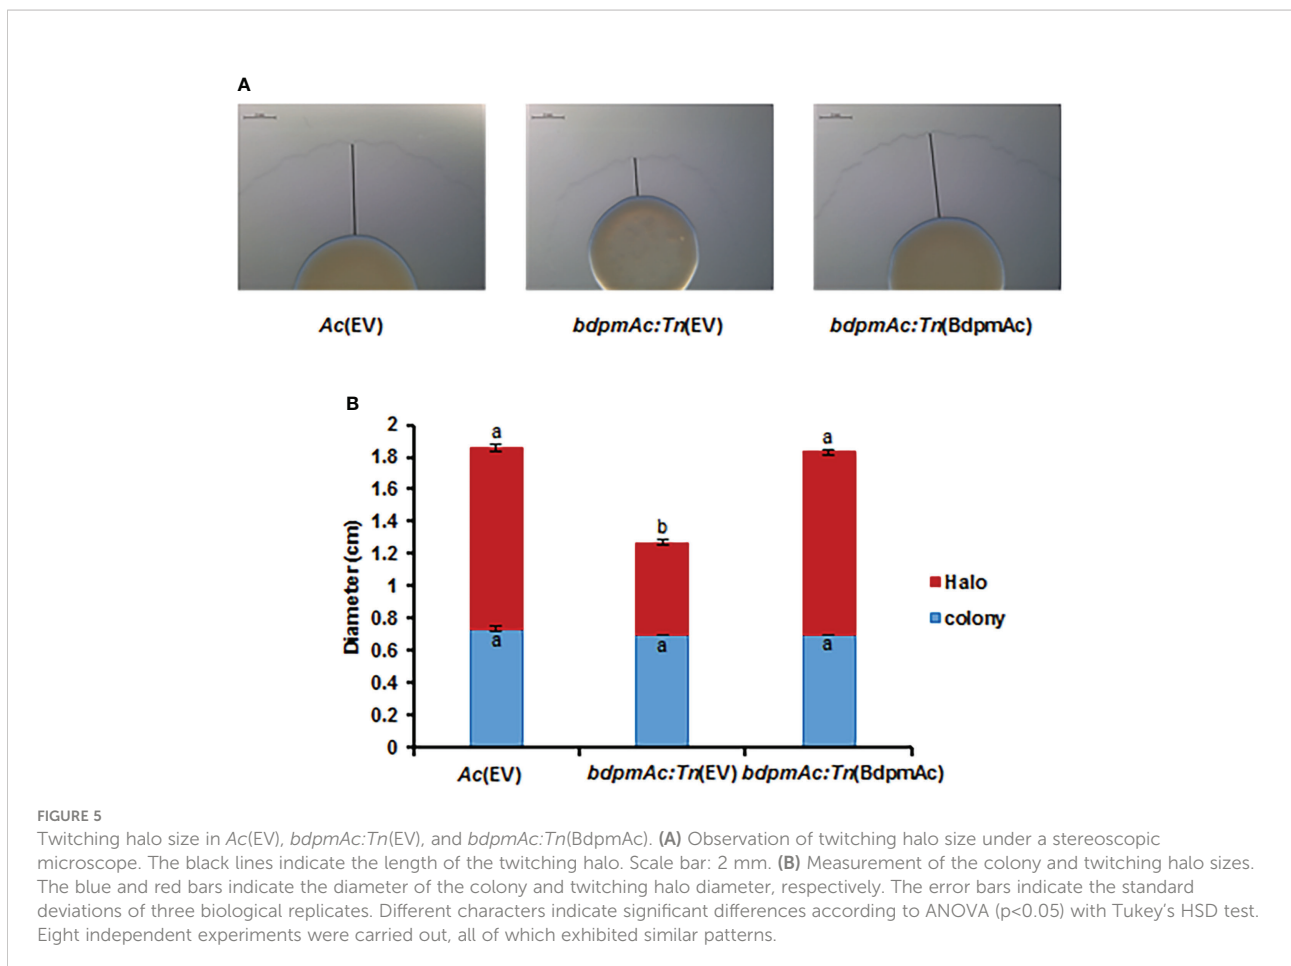 A
Ac(EV)
bdpmAc:Tn(EV)
bdpmAc:Tn(BdpmAc)
B
2
1.8
1.6
1.4
1.2
1
0.8
0.6
0.4
0.2
0
Diameter (cm)
a
a
b
a
a
a
Halo
colony
Ac(EV)
bdpmAc:Tn(EV)
bdpmAc:Tn(BdpmAc)
FIGURE 5
Twitching halo size in Ac(EV), bdpmAc:Tn(EV), and bdpmAc:Tn(BdpmAc). (A) Observation of twitching halo size under a stereoscopic
microscope. The black lines indicate the length of the twitching halo. Scale bar: 2 mm. (B) Measurement of the colony and twitching halo sizes.
The blue and red bars indicate the diameter of the colony and twitching halo diameter, respectively. The error bars indicate the standard
deviations of three biological replicates. Different characters indicate significant differences according to ANOVA (p<0.05) with Tukey’s HSD test.
Eight independent experiments were carried out, all of which exhibited similar patterns.